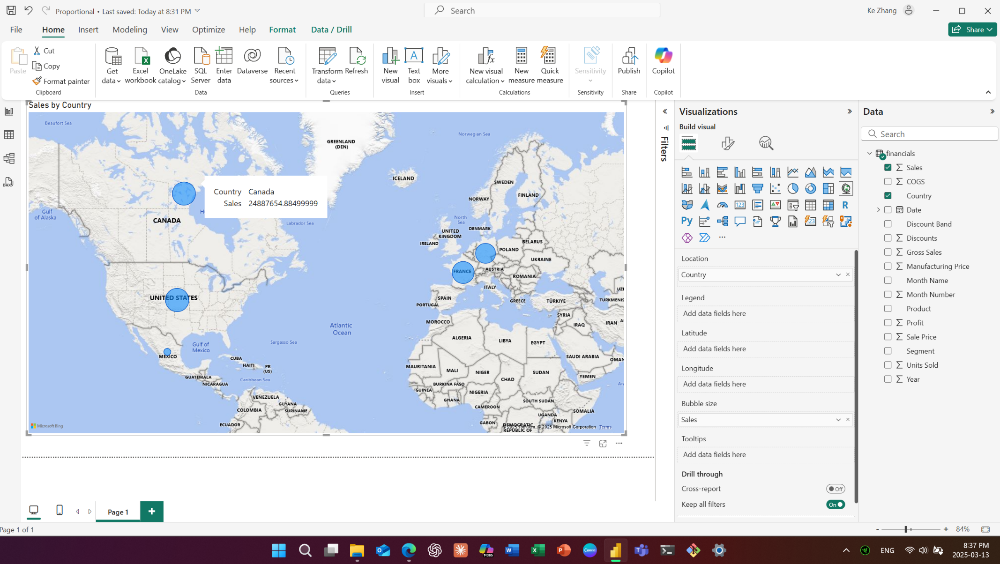 Proportional • Last saved: Today at 8:31 PM
Search
Ke Zhang
File
Home
Insert
Modeling
View
Optimize
Help
Format
Data / Drill
Share
Paste
Cut
Copy
Format painter
Clipboard
Get data
Excel workbook
OneLake catalog
SQL Server
Enter data
Dataverse
Recent sources
Data
Transform data
Refresh
Queries
New visual
Text box
More visuals
Insert
New visual calculation
New measure
Quick measure
Calculations
Sensitivity
Sensitivity
Publish
Share
Copilot
Copilot
Sales by Country
Beaufort Sea
GREENLAND
(DEN)
Norwegian Sea
ICELAND
SWEDEN
FINLAND
NORWAY
Country Canada
Sales 24887654.88499999
Gulf
of Alaska
CANADA
H
Labrador Sea
North
Sea
DENMARK
UNITED
KINGDOM
IRELAND
BELARUS
POLAND
UKRAINE
FRANCE
AUSTRIA
ROMANIA
ITALY
UZE
UNITED STATES
SPAIN
GREECE
TÜRKIYE
TURKMENIS
PORTUGAL
SYRIA
MOROCCO
IRAQ
IRAN
A
Atlantic
Ocean
ALGERIA
LIBYA
EGYPT
Sargasso Sea
Gulf of
Mexico
MEXICO
CUBA
HAITI
PR
(US)
SAUDI ARABIA
OMAN
MAURITANIA
MALI
NIGER
CHAD
SUDAN
YEMEN
GUATEMALA
NICARAGUA
Caribbean Sea
BURKINA FASO
GUINEA
NIGERIA
Ara
VENEZUELA
GUYANA
SURINAME
COLOMBIA
GHANA
CAMEROON
SOUTH SUDAN
SOMALIA
UGANDA
KENYA
ECUADOR
GABON
DEMOCRATIC
REPUBLIC OF
Microsoft Bing
© 2025 TomTom, © 2025 Microsoft Corporation Terms
Filters
Visualizations
Build visual
123
R
Py
123
...
Location
Country
Legend
Add data fields here
Latitude
Add data fields here
Longitude
Add data fields here
Bubble size
Sales
Tooltips
Add data fields here
Drill through
Cross-report
Off
Keep all filters
On
Data
Search
financials
Sales
COGS
Country
Date
Discount Band
Discounts
Gross Sales
Manufacturing Price
Month Name
Month Number
Product
Profit
Sale Price
Segment
Units Sold
Year
DAX
Page 1
Page 1 of 1
84%
M365
Canva
ENG
8:37 PM
2025-03-13